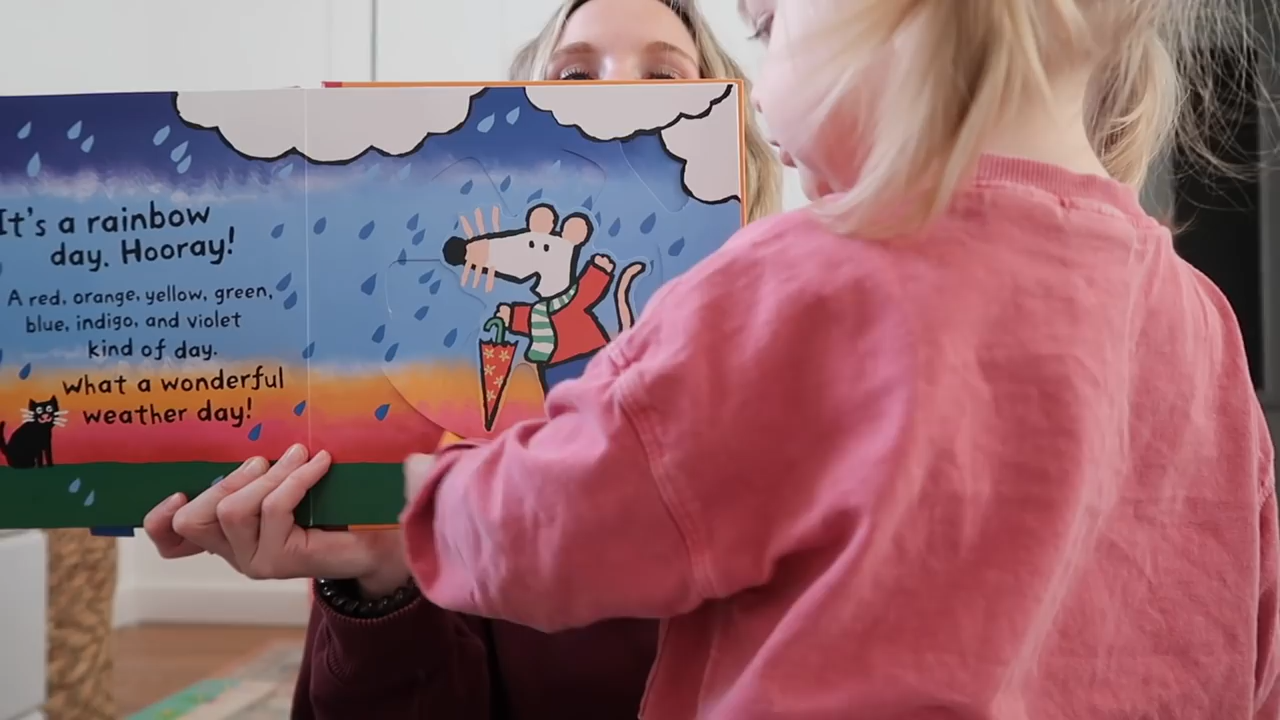 It's a rainbow
day. Hooray!
A red, orange, yellow, green,
blue, indigo, and violet
kind of day.
What a wonderful
weather day!